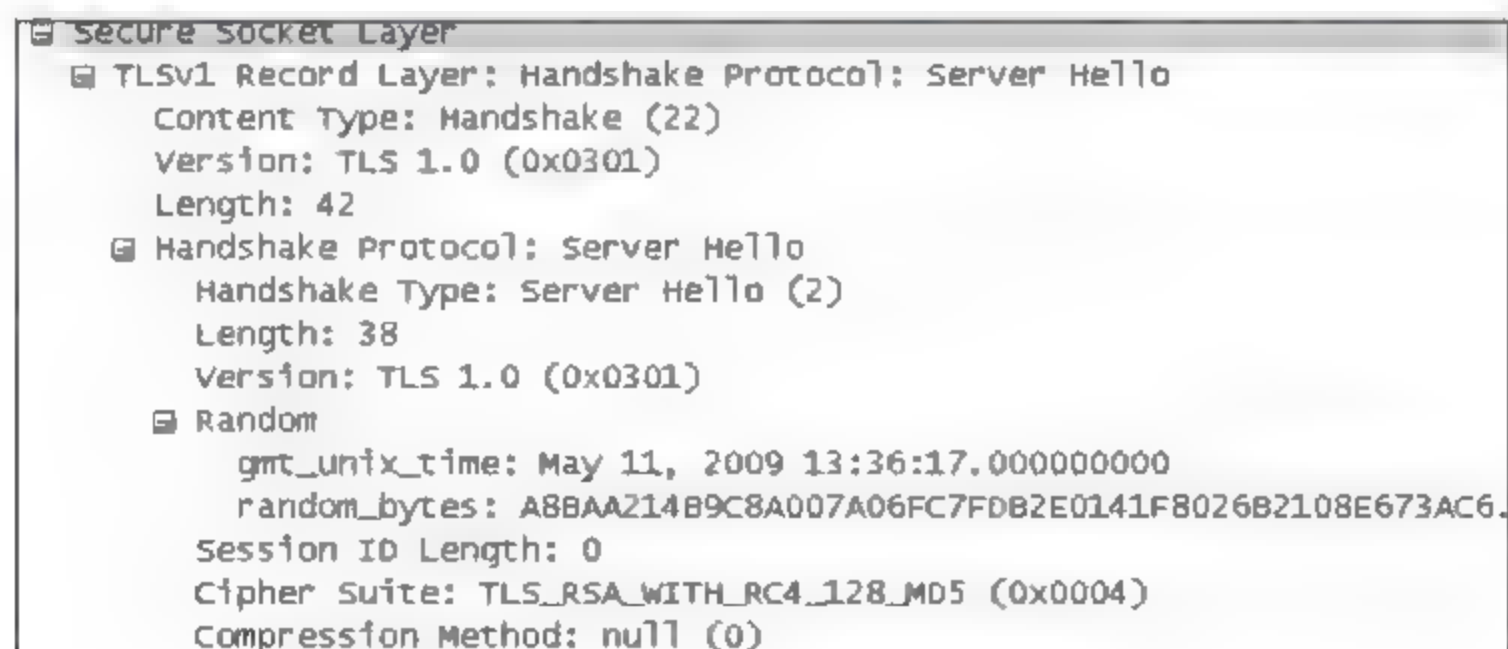 Secure Socket Layer
TLSv1 Record Layer: Handshake Protocol: Server Hello
Content Type: Handshake (22)
Version: TLS 1.0 (0x0301)
Length: 42
Handshake Protocol: Server Hello
Handshake Type: Server Hello (2)
Length: 38
Version: TLS 1.0 (0x0301)
Random
gmt_unix_time: May 11, 2009 13:36:17.000000000
random_bytes: A8BAA214B9C8A007A06FC7FDB2E0141F8026B2108E673AC6.
Session ID Length: 0
Cipher Suite: TLS_RSA_WITH_RC4_128_MD5 (0x0004)
Compression Method: null (0)